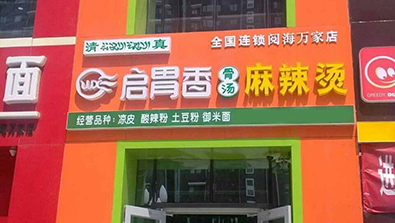 清真 全国连锁阅海万家店
启胃香 骨汤 麻辣烫
经营品种：凉皮 酸辣粉 土豆粉 御米面
面